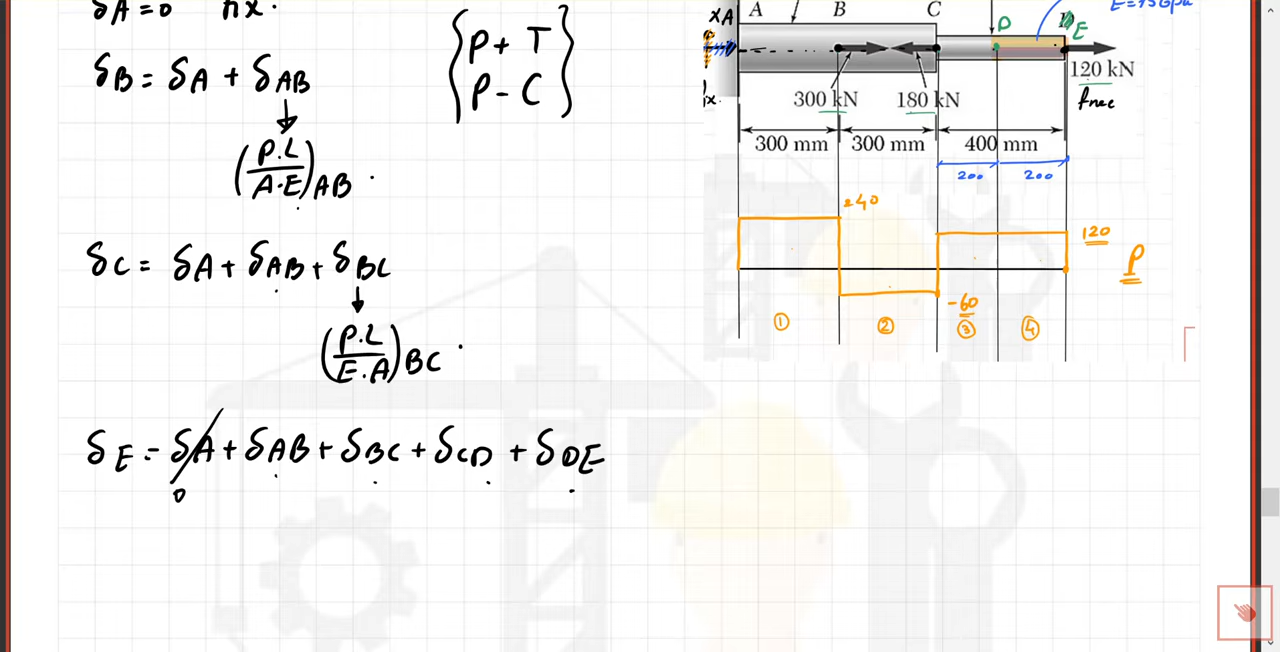 δA = 0
δB = δA + δAB
(P.L / A.E) AB .
{ P + T
P - C }
δC = δA + δAB + δBC
(P.L / E.A) BC .
δE = δA + δAB + δBC + δCD + δDE
0
xA A B C D E
300 kN 180 kN 120 kN
300 mm 300 mm 400 mm
200 200
240
120
P
-60
① ② ③ ④